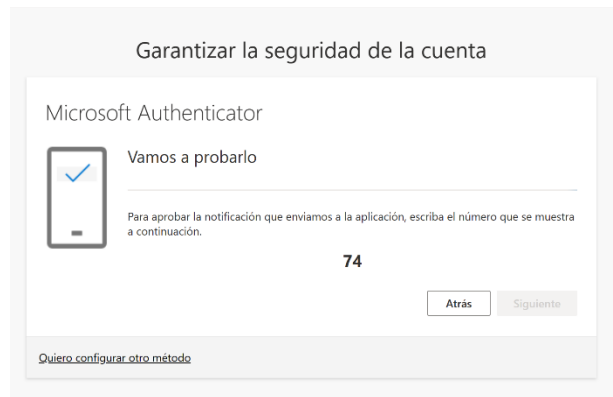 Garantizar la seguridad de la cuenta
Microsoft Authenticator
Vamos a probarlo
Para aprobar la notificación que enviamos a la aplicación, escriba el número que se muestra
a continuación.
74
Atrás Siguiente
Quiero configurar otro método